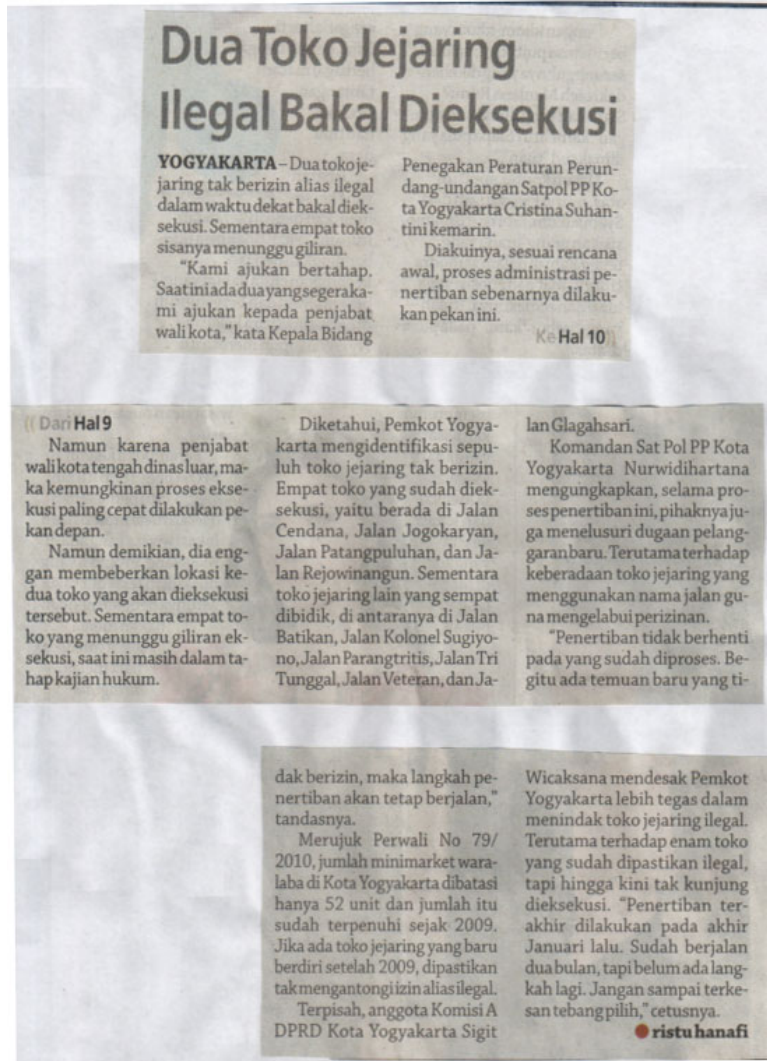 Dua Toko Jejaring
Ilegal Bakal Dieksekusi
YOGYAKARTA – Dua toko je-
jaring tak berizin alias ilegal
dalam waktu dekat bakal diek-
sekusi. Sementara empat toko
sisanya menunggu giliran.
"Kami ajukan bertahap.
Saat ini ada dua yang segera ka-
mi ajukan kepada penjabat
wali kota," kata Kepala Bidang
Penegakan Peraturan Perun-
dang-undangan Satpol PP Ko-
ta Yogyakarta Cristina Suhan-
tini kemarin.
Diakuinya, sesuai rencana
awal, proses administrasi pe-
nertiban sebenarnya dilaku-
kan pekan ini.
Ke Hal 10 ))
(( Dari Hal 9
Namun karena penjabat
wali kota tengah dinas luar, ma-
ka kemungkinan proses ekse-
kusi paling cepat dilakukan pe-
kan depan.
Namun demikian, dia eng-
gan membeberkan lokasi ke-
dua toko yang akan dieksekusi
tersebut. Sementara empat to-
ko yang menunggu giliran ek-
sekusi, saat ini masih dalam ta-
hap kajian hukum.
Diketahui, Pemkot Yogya-
karta mengidentifikasi sepu-
luh toko jejaring tak berizin.
Empat toko yang sudah diek-
sekusi, yaitu berada di Jalan
Cendana, Jalan Jogokaryan,
Jalan Patangpuluhan, dan Ja-
lan Rejowinangun. Sementara
toko jejaring lain yang sempat
dibidik, di antaranya di Jalan
Batikan, Jalan Kolonel Sugiyo-
no, Jalan Parangtritis, Jalan Tri
Tunggal, Jalan Veteran, dan Ja-
lan Glagahsari.
Komandan Sat Pol PP Kota
Yogyakarta Nurwidihartana
mengungkapkan, selama pro-
ses penertiban ini, pihaknya ju-
ga menelusuri dugaan pelang-
garan baru. Terutama terhadap
keberadaan toko jejaring yang
menggunakan nama jalan gu-
na mengelabui perizinan.
"Penertiban tidak berhenti
pada yang sudah diproses. Be-
gitu ada temuan baru yang ti-
dak berizin, maka langkah pe-
nertiban akan tetap berjalan,"
tandasnya.
Merujuk Perwali No 79/
2010, jumlah minimarket wara-
laba di Kota Yogyakarta dibatasi
hanya 52 unit dan jumlah itu
sudah terpenuhi sejak 2009.
Jika ada toko jejaring yang baru
berdiri setelah 2009, dipastikan
tak mengantongi izin alias ilegal.
Terpisah, anggota Komisi A
DPRD Kota Yogyakarta Sigit
Wicaksana mendesak Pemkot
Yogyakarta lebih tegas dalam
menindak toko jejaring ilegal.
Terutama terhadap enam toko
yang sudah dipastikan ilegal,
tapi hingga kini tak kunjung
dieksekusi. "Penertiban ter-
akhir dilakukan pada akhir
Januari lalu. Sudah berjalan
dua bulan, tapi belum ada lang-
kah lagi. Jangan sampai terke-
san tebang pilih," cetusnya.
● ristu hanafi